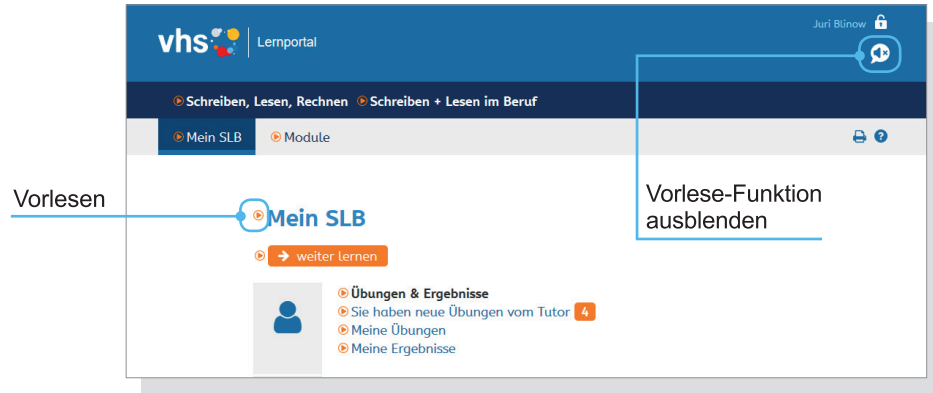 Juri Blinow
vhs Lernportal
Schreiben, Lesen, Rechnen Schreiben + Lesen im Beruf
Mein SLB Module
Vorlesen
Mein SLB
Vorlese-Funktion
ausblenden
weiter lernen
Übungen & Ergebnisse
Sie haben neue Übungen vom Tutor 4
Meine Übungen
Meine Ergebnisse